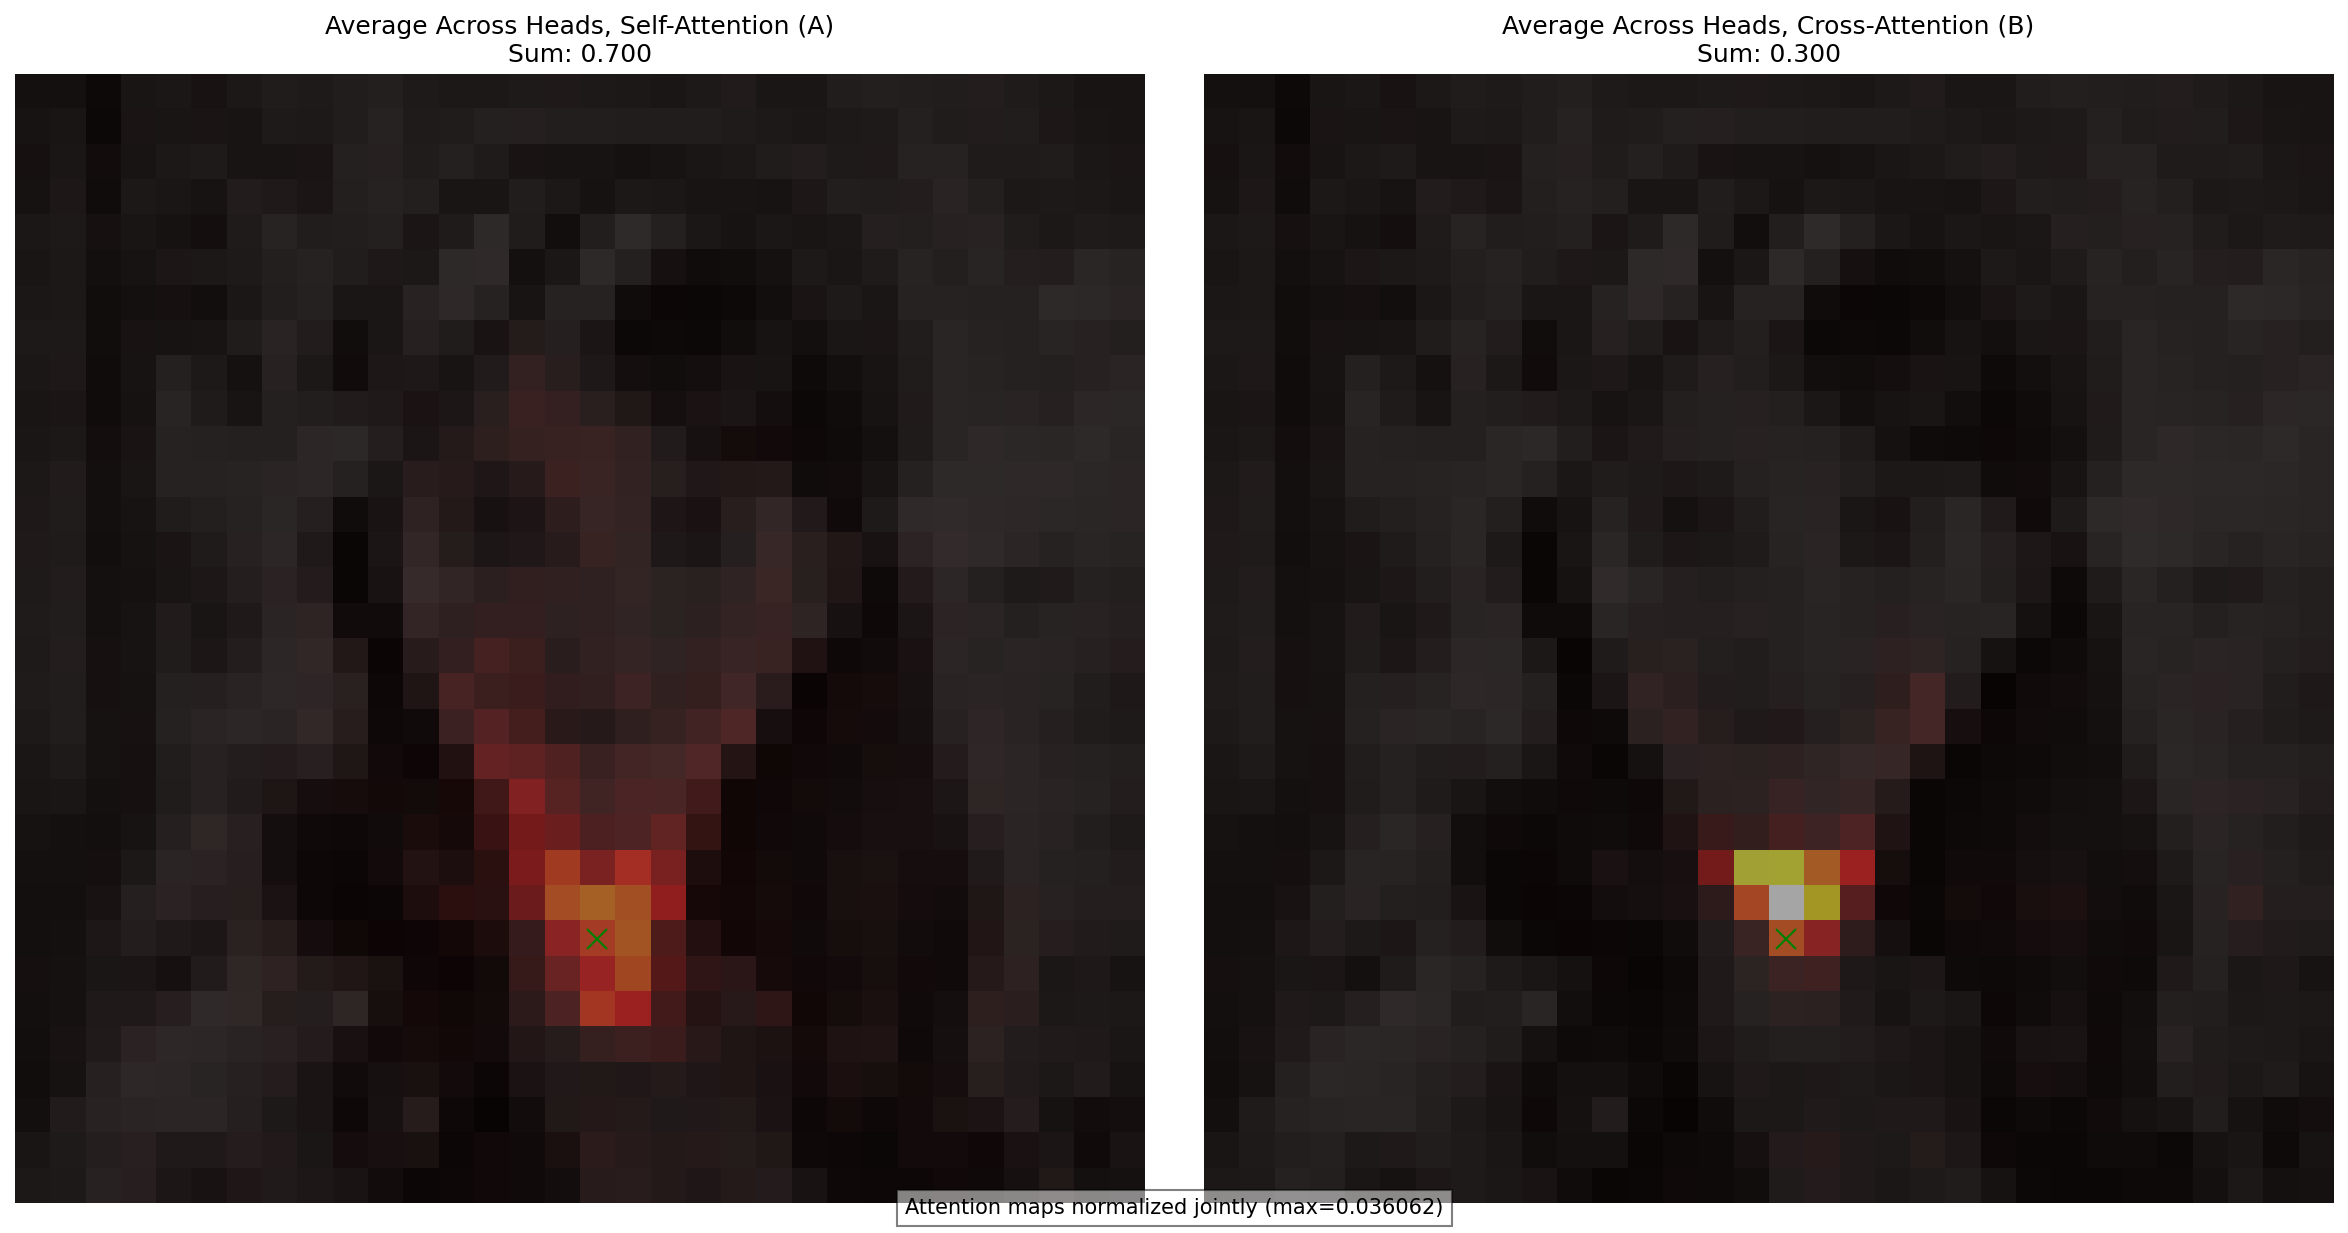 Average Across Heads, Self-Attention (A)
Sum: 0.700
Average Across Heads, Cross-Attention (B)
Sum: 0.300
Attention maps normalized jointly (max=0.036062)